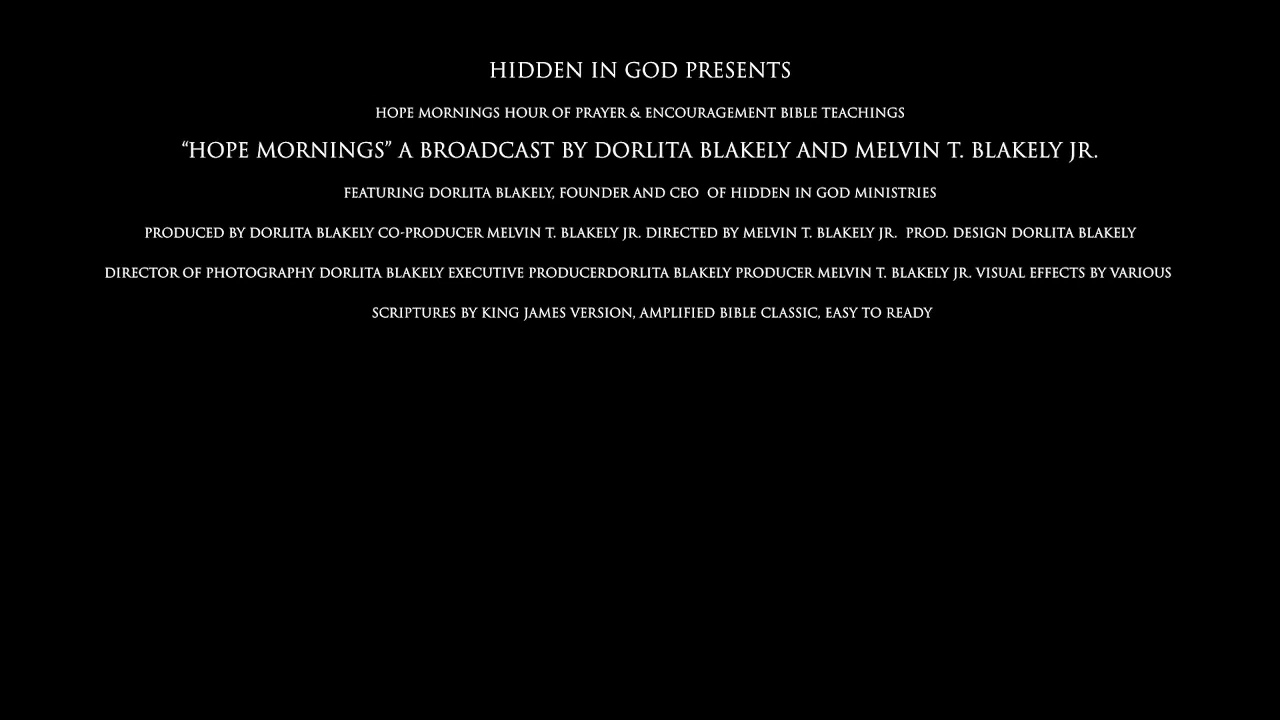 HIDDEN IN GOD PRESENTS
HOPE MORNINGS HOUR OF PRAYER & ENCOURAGEMENT BIBLE TEACHINGS
“HOPE MORNINGS” A BROADCAST BY DORLITA BLAKELY AND MELVIN T. BLAKELY JR.
FEATURING DORLITA BLAKELY, FOUNDER AND CEO  OF HIDDEN IN GOD MINISTRIES
PRODUCED BY DORLITA BLAKELY CO-PRODUCER MELVIN T. BLAKELY JR. DIRECTED BY MELVIN T. BLAKELY JR.  PROD. DESIGN DORLITA BLAKELY
DIRECTOR OF PHOTOGRAPHY DORLITA BLAKELY EXECUTIVE PRODUCERDORLITA BLAKELY PRODUCER MELVIN T. BLAKELY JR. VISUAL EFFECTS BY VARIOUS
SCRIPTURES BY KING JAMES VERSION, AMPLIFIED BIBLE CLASSIC, EASY TO READY